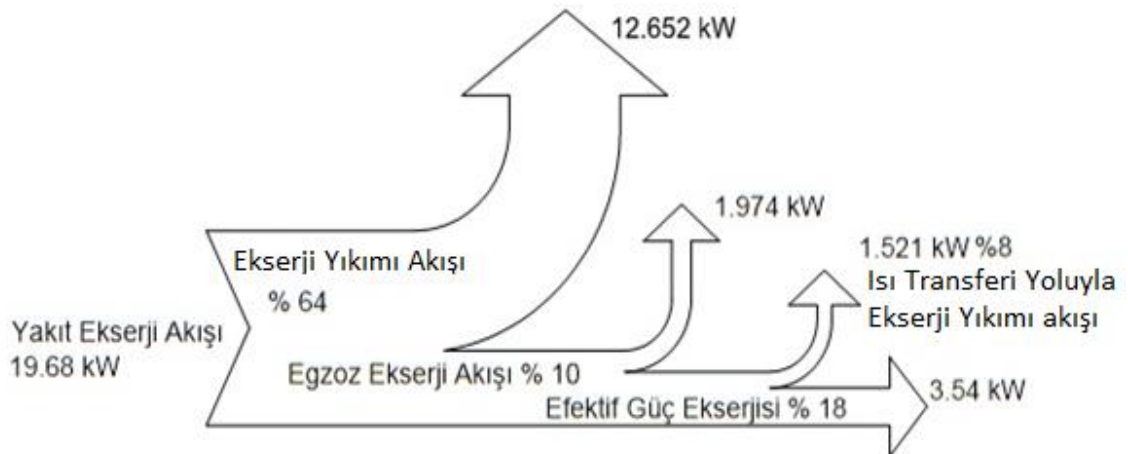 12.652 kW
1.974 kW
1.521 kW %8
Isı Transferi Yoluyla
Ekserji Yıkımı akışı
Ekserji Yıkımı Akışı
% 64
Yakıt Ekserji Akışı
19.68 kW
Egzoz Ekserji Akışı % 10
Efektif Güç Ekserjisi % 18
3.54 kW